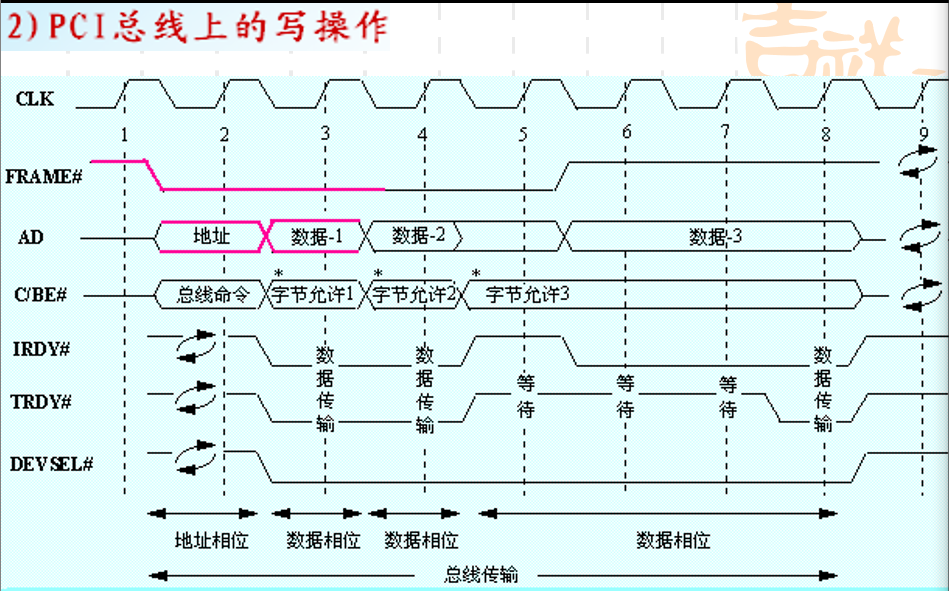 2)PCI总线上的写操作
吉祥
CLK
1 2 3 4 5 6 7 8 9
FRAME#
AD 地址 数据-1 数据-2 数据-3
* * *
C/BE# 总线命令 字节允许1 字节允许2 字节允许3
IRDY#
TRDY#
数据传输 数据传输 等待 等待 等待 数据传输
DEVSEL#
地址相位 数据相位 数据相位 数据相位
总线传输